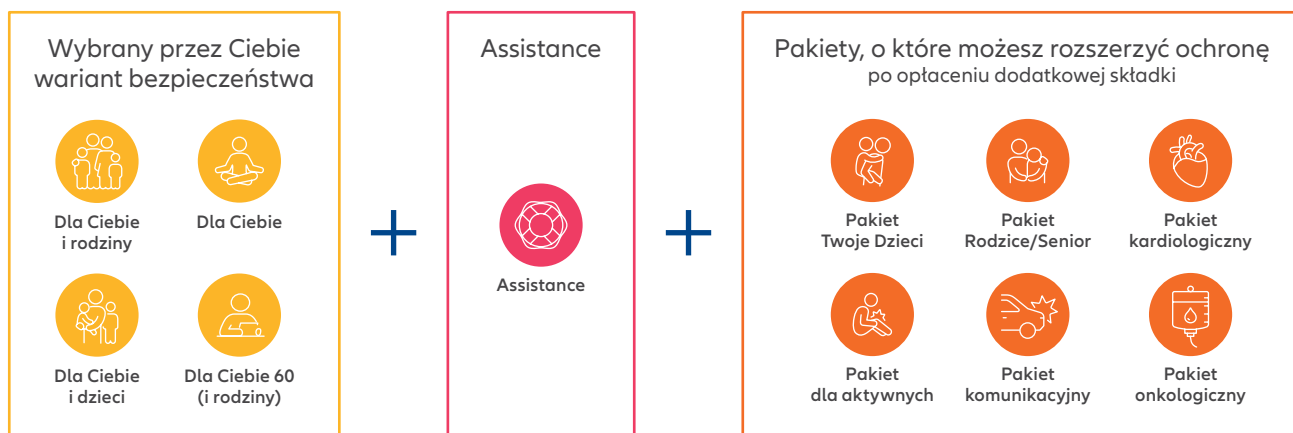 Wybrany przez Ciebie
wariant bezpieczeństwa
Dla Ciebie
i rodziny
Dla Ciebie
Dla Ciebie
i dzieci
Dla Ciebie 60
(i rodziny)
Assistance
Assistance
Pakiety, o które możesz rozszerzyć ochronę
po opłaceniu dodatkowej składki
Pakiet
Twoje Dzieci
Pakiet
Rodzice/Senior
Pakiet
kardiologiczny
Pakiet
dla aktywnych
Pakiet
komunikacyjny
Pakiet
onkologiczny